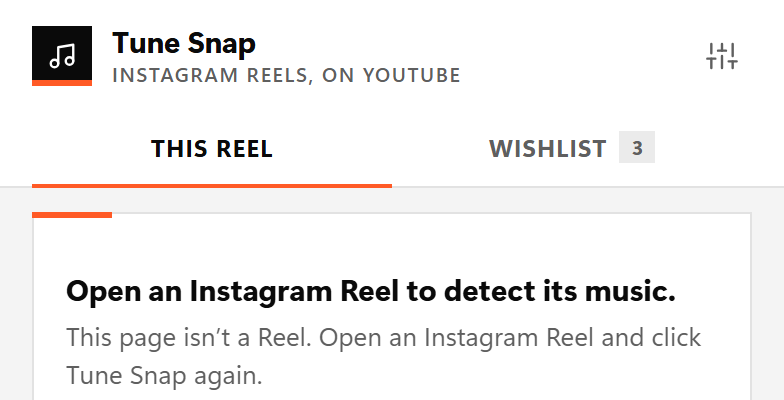 Tune Snap
INSTAGRAM REELS, ON YOUTUBE
THIS REEL
WISHLIST 3
Open an Instagram Reel to detect its music.
This page isn’t a Reel. Open an Instagram Reel and click
Tune Snap again.